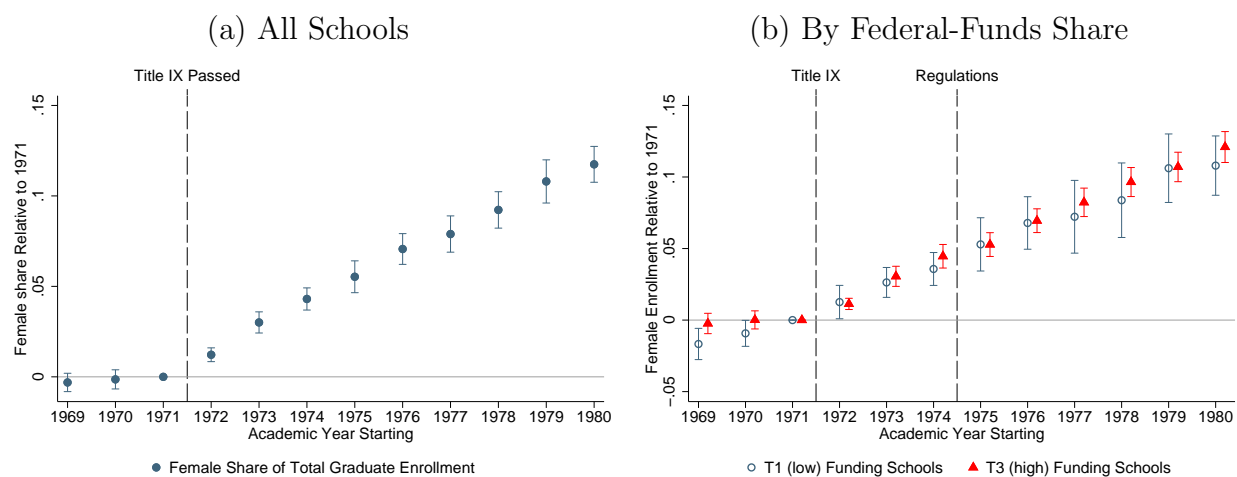 (a) All Schools
Title IX Passed
Female share Relative to 1971
.15
.1
.05
0
1969 1970 1971 1972 1973 1974 1975 1976 1977 1978 1979 1980
Academic Year Starting
Female Share of Total Graduate Enrollment
(b) By Federal-Funds Share
Title IX Regulations
Female Enrollment Relative to 1971
.15
.1
.05
0
-.05
1969 1970 1971 1972 1973 1974 1975 1976 1977 1978 1979 1980
Academic Year Starting
T1 (low) Funding Schools T3 (high) Funding Schools